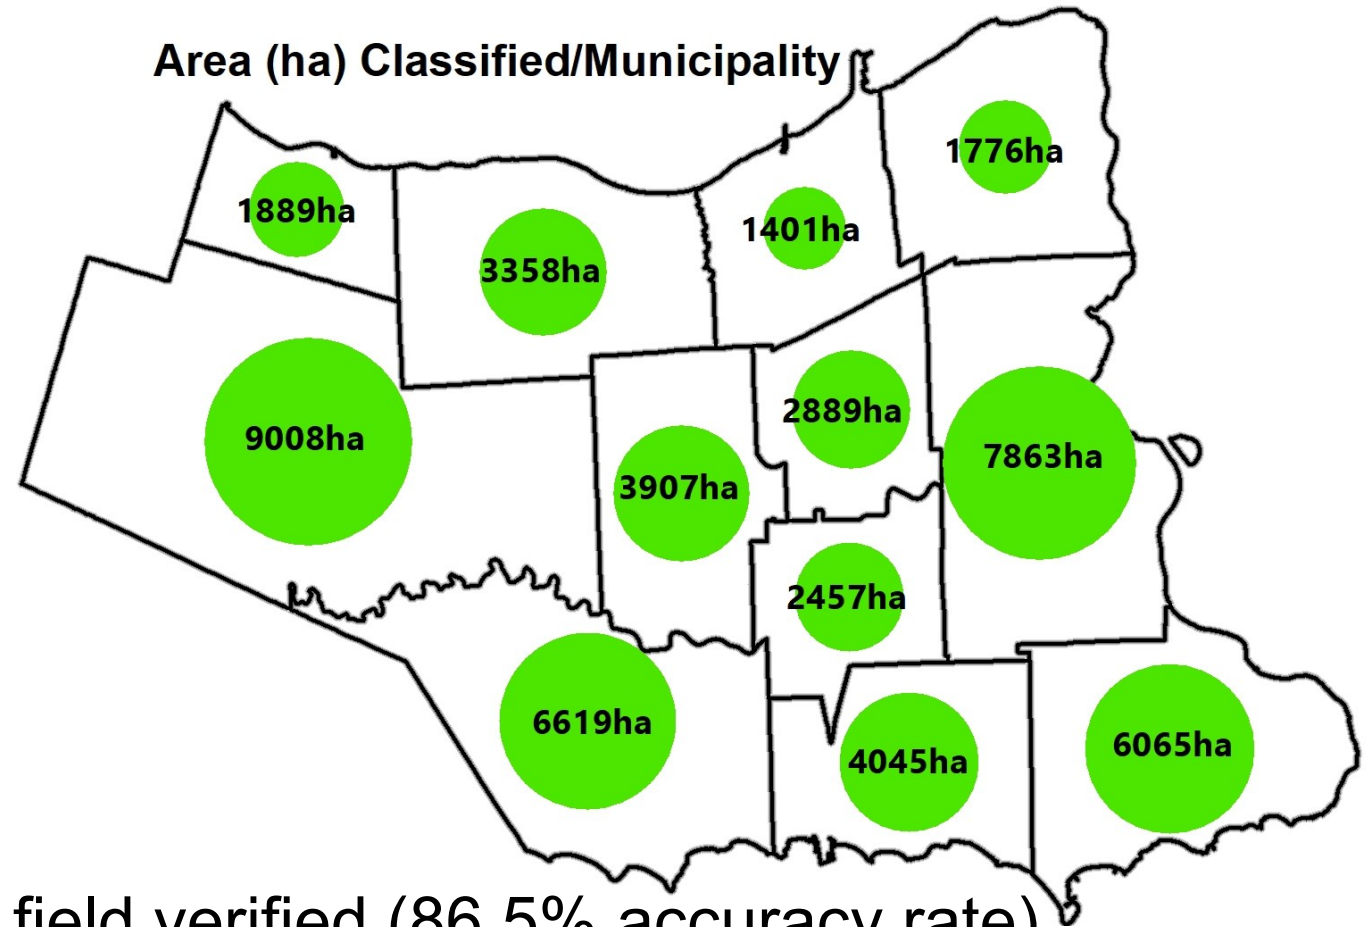 Area (ha) Classified/Municipality
1776ha
1889ha
1401ha
3358ha
2889ha
9008ha
7863ha
3907ha
2457ha
6619ha
6065ha
4045ha
field verified (86.5% accuracy rate)